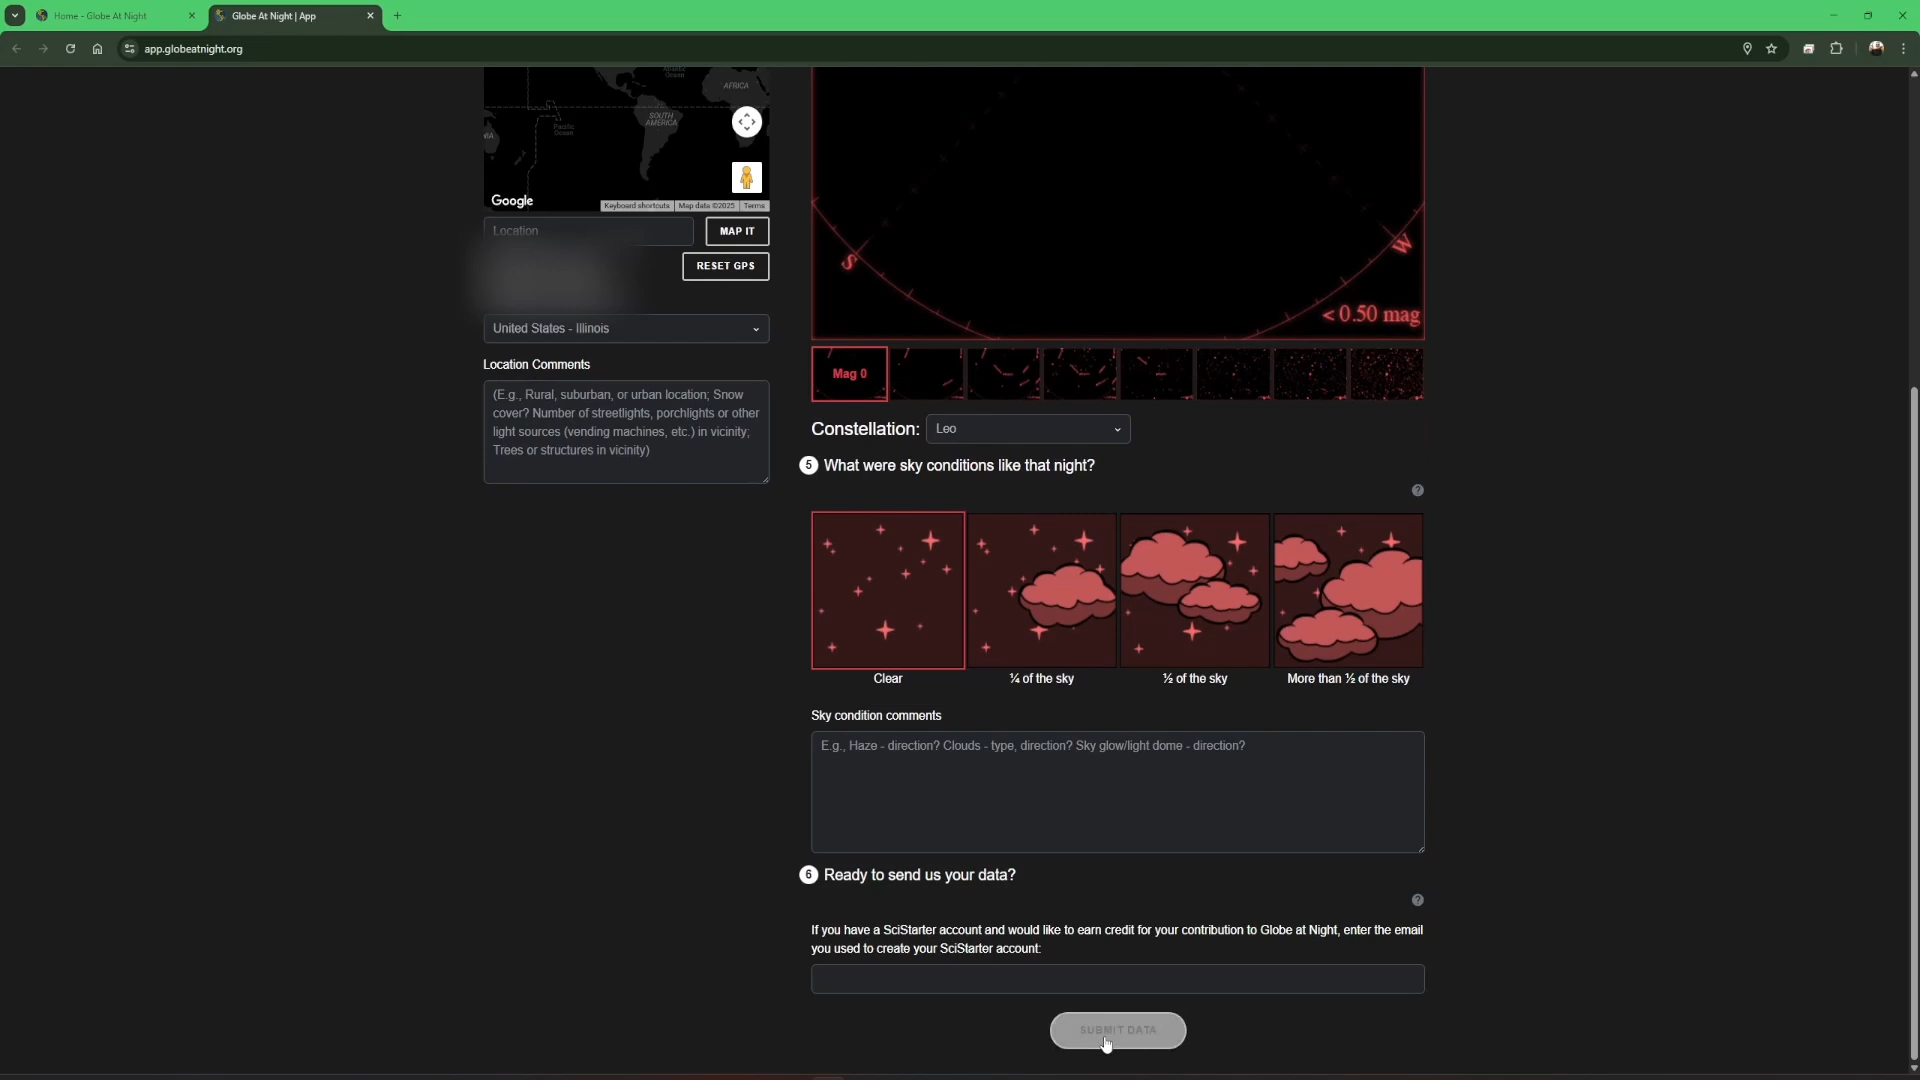 Home - Globe At Night
Globe At Night | App
app.globeatnight.org
Atlantic
Ocean
AFRICA
SOUTH
AMERICA
Pacific
Ocean
Google
Keyboard shortcuts
Map data ©2025
Terms
Location
MAP IT
RESET GPS
United States - Illinois
Location Comments
(E.g., Rural, suburban, or urban location; Snow
cover? Number of streetlights, porchlights or other
light sources (vending machines, etc.) in vicinity;
Trees or structures in vicinity)
S
W
< 0.50 mag
Mag 0
Constellation: Leo
5 What were sky conditions like that night?
?
Clear
¼ of the sky
½ of the sky
More than ½ of the sky
Sky condition comments
E.g., Haze - direction? Clouds - type, direction? Sky glow/light dome - direction?
6 Ready to send us your data?
?
If you have a SciStarter account and would like to earn credit for your contribution to Globe at Night, enter the email
you used to create your SciStarter account:
SUBMIT DATA